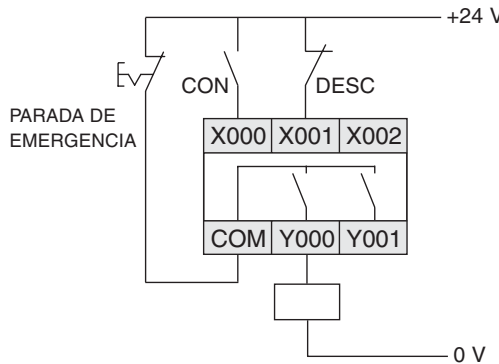 +24 V
CON
DESC
PARADA DE
EMERGENCIA
X000 X001 X002
COM Y000 Y001
0 V